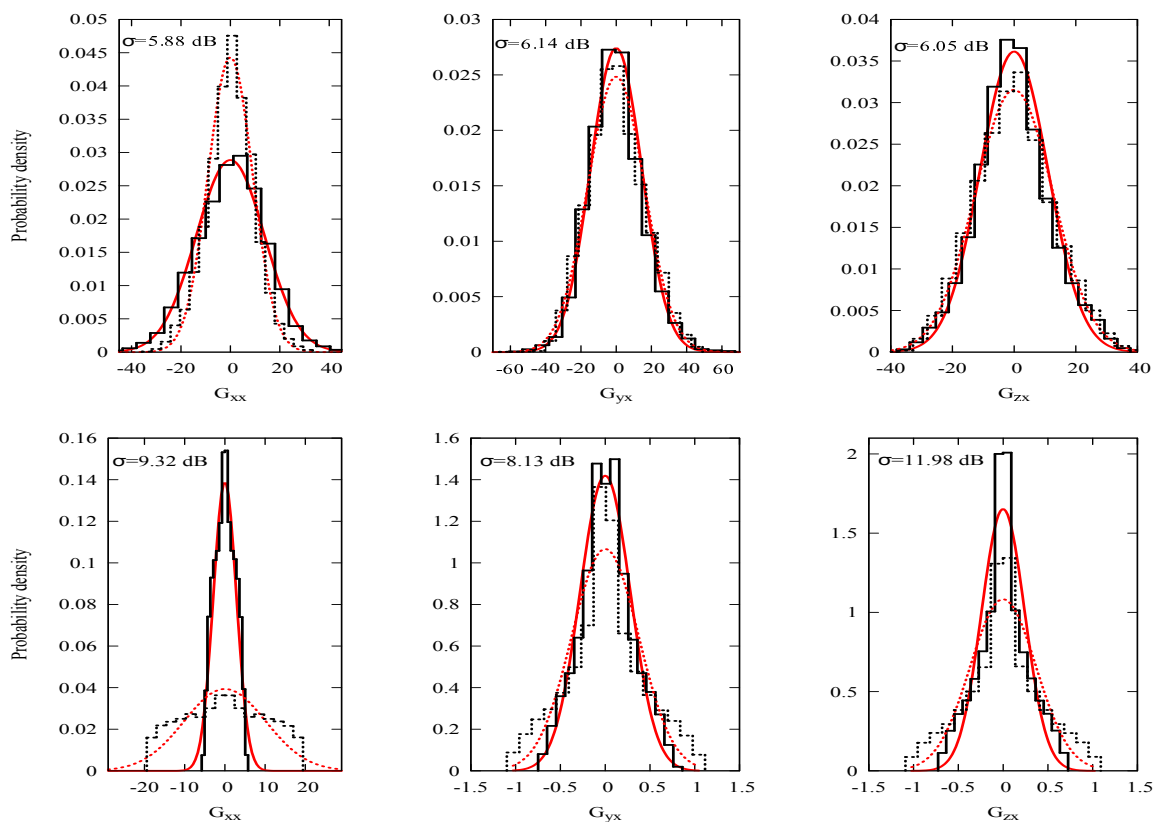 σ=5.88 dB
Probability density
0.05
0.045
0.04
0.035
0.03
0.025
0.02
0.015
0.01
0.005
0
-40 -20 0 20 40
Gxx
σ=6.14 dB
0.03
0.025
0.02
0.015
0.01
0.005
0
-60 -40 -20 0 20 40 60
Gyx
σ=6.05 dB
0.04
0.035
0.03
0.025
0.02
0.015
0.01
0.005
0
-40 -20 0 20 40
Gzx
σ=9.32 dB
Probability density
0.16
0.14
0.12
0.1
0.08
0.06
0.04
0.02
0
-20 -10 0 10 20
Gxx
σ=8.13 dB
1.6
1.4
1.2
1
0.8
0.6
0.4
0.2
0
-1.5 -1 -0.5 0 0.5 1 1.5
Gyx
σ=11.98 dB
2
1.5
1
0.5
0
-1.5 -1 -0.5 0 0.5 1 1.5
Gzx